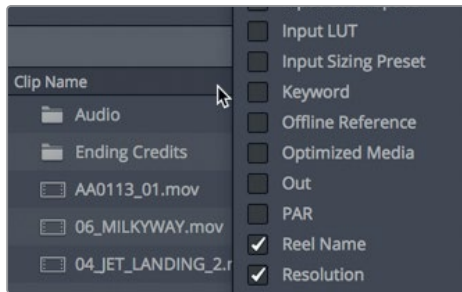 Input LUT
Input Sizing Preset
Clip Name
Keyword
Audio
Offline Reference
Ending Credits
Optimized Media
AA0113_01.mov
Out
PAR
06_MILKYWAY.mov
Reel Name
04_JET_LANDING_2.
Resolution